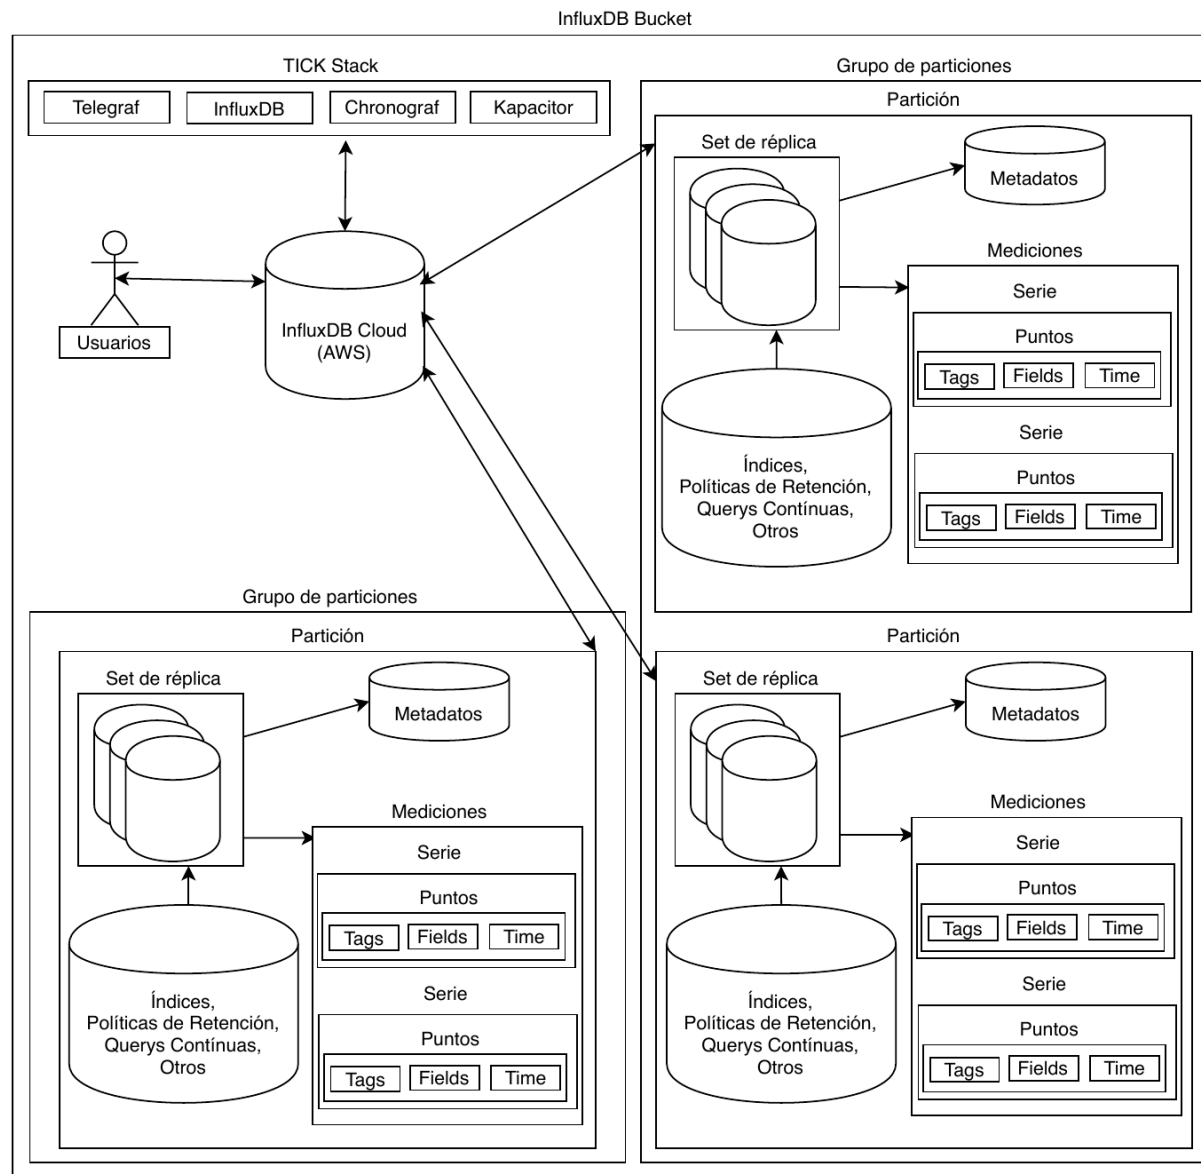 InfluxDB Bucket
TICK Stack
Telegraf
InfluxDB
Chronograf
Kapacitor
Usuarios
InfluxDB Cloud
(AWS)
Grupo de particiones
Partición
Set de réplica
Metadatos
Mediciones
Serie
Puntos
Tags
Fields
Time
Serie
Puntos
Tags
Fields
Time
Índices,
Políticas de Retención,
Querys Contínuas,
Otros
Grupo de particiones
Partición
Set de réplica
Metadatos
Mediciones
Serie
Puntos
Tags
Fields
Time
Serie
Puntos
Tags
Fields
Time
Índices,
Políticas de Retención,
Querys Contínuas,
Otros
Partición
Set de réplica
Metadatos
Mediciones
Serie
Puntos
Tags
Fields
Time
Serie
Puntos
Tags
Fields
Time
Índices,
Políticas de Retención,
Querys Contínuas,
Otros